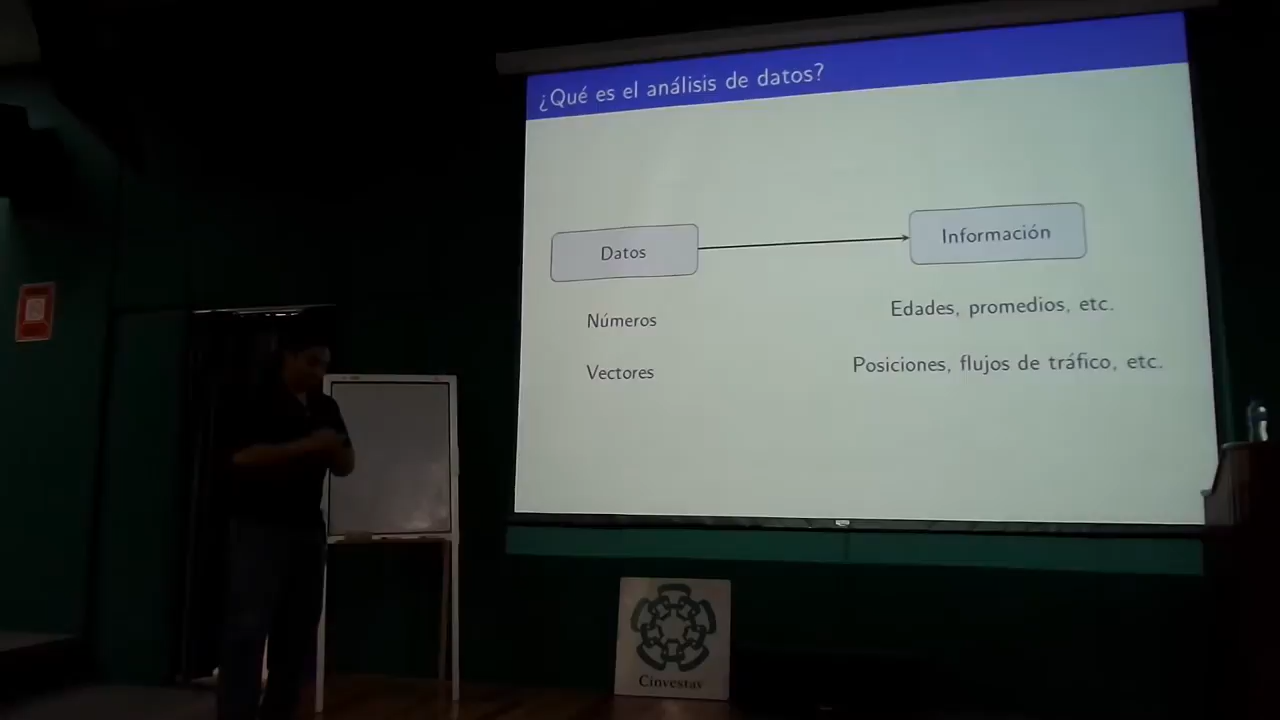 ¿Qué es el análisis de datos?
Datos
Información
Números
Edades, promedios, etc.
Vectores
Posiciones, flujos de tráfico, etc.
Cinvestav